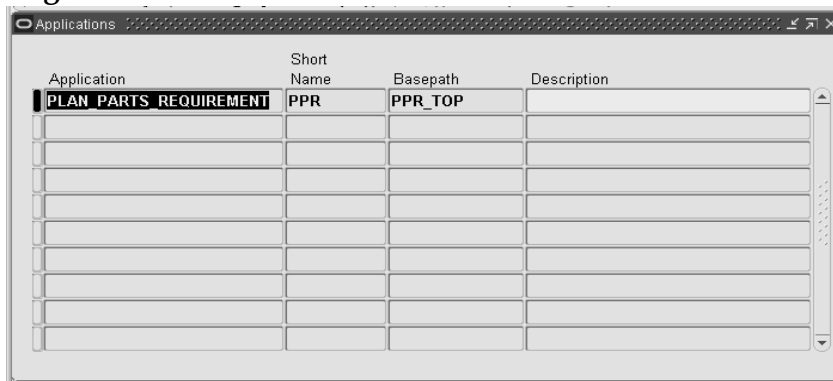 Applications
Short
Application Name Basepath Description
PLAN_PARTS_REQUIREMENT PPR PPR_TOP